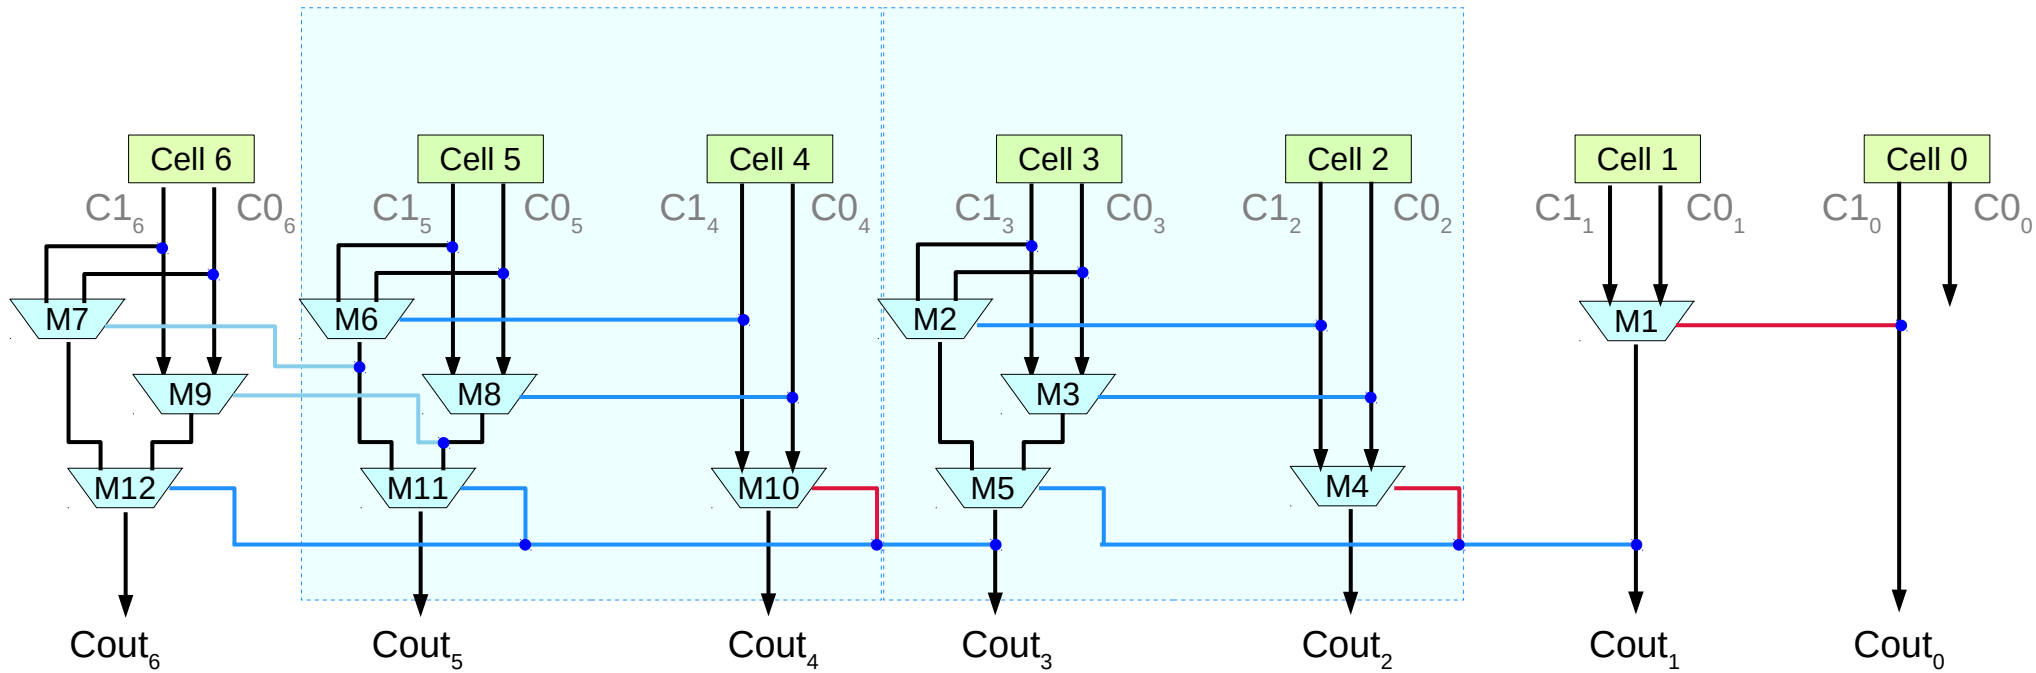 Cell 6 Cell 5 Cell 4 Cell 3 Cell 2 Cell 1 Cell 0
C1₆ C0₆ C1₅ C0₅ C1₄ C0₄ C1₃ C0₃ C1₂ C0₂ C1₁ C0₁ C1₀ C0₀
M7 M6 M2 M1
M9 M8 M3
M12 M11 M10 M5 M4
Cout₆ Cout₅ Cout₄ Cout₃ Cout₂ Cout₁ Cout₀